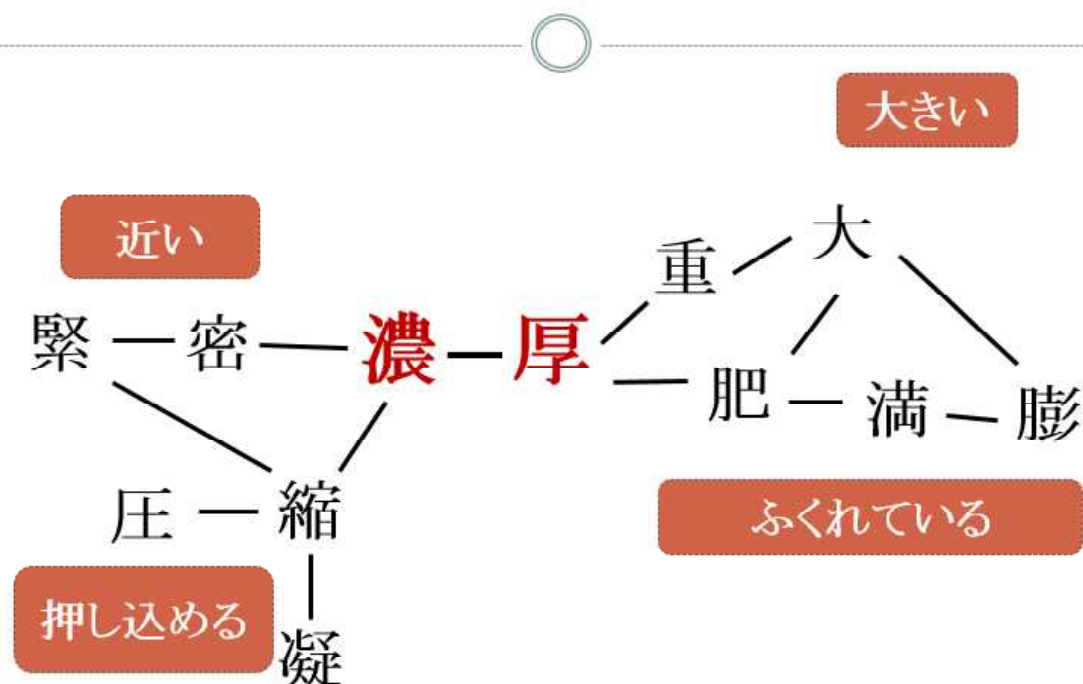 大きい
近い
大
重
緊 密 濃 厚
肥 満 膨
圧 縮
ふくれている
押し込める
凝